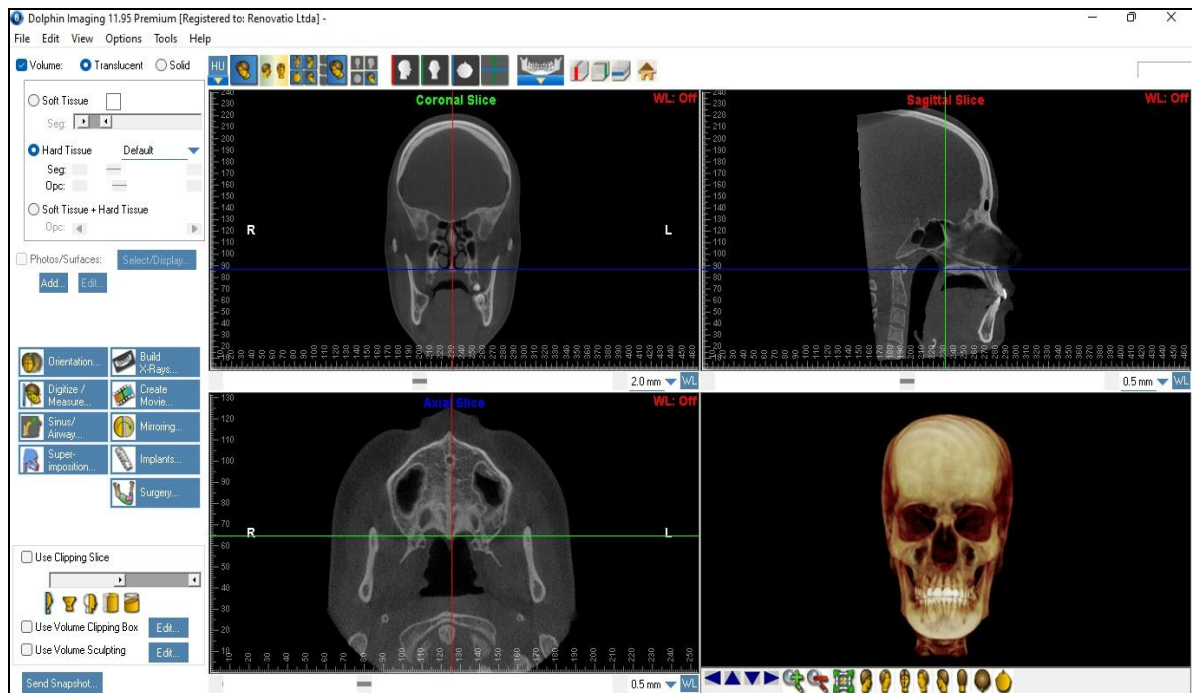 Dolphin Imaging 11.95 Premium [Registered to: Renovatio Ltda] -
File Edit View Options Tools Help
Volume: Translucent Solid
HU
Soft Tissue
Seg:
Hard Tissue Default
Seg:
Opc:
Soft Tissue + Hard Tissue
Opc:
Photos/Surfaces: Select/Display...
Add... Edit...
Orientation... Build X-Rays...
Digitize / Measure... Create Movie...
Sinus/ Airway... Mirroring...
Super- imposition... Implants...
Surgery...
Use Clipping Slice
Use Volume Clipping Box Edit...
Use Volume Sculpting Edit...
Send Snapshot...
Coronal Slice WL: Off
R L
2.0 mm WL
Sagittal Slice WL: Off
0.5 mm WL
Axial Slice WL: Off
R L
0.5 mm WL